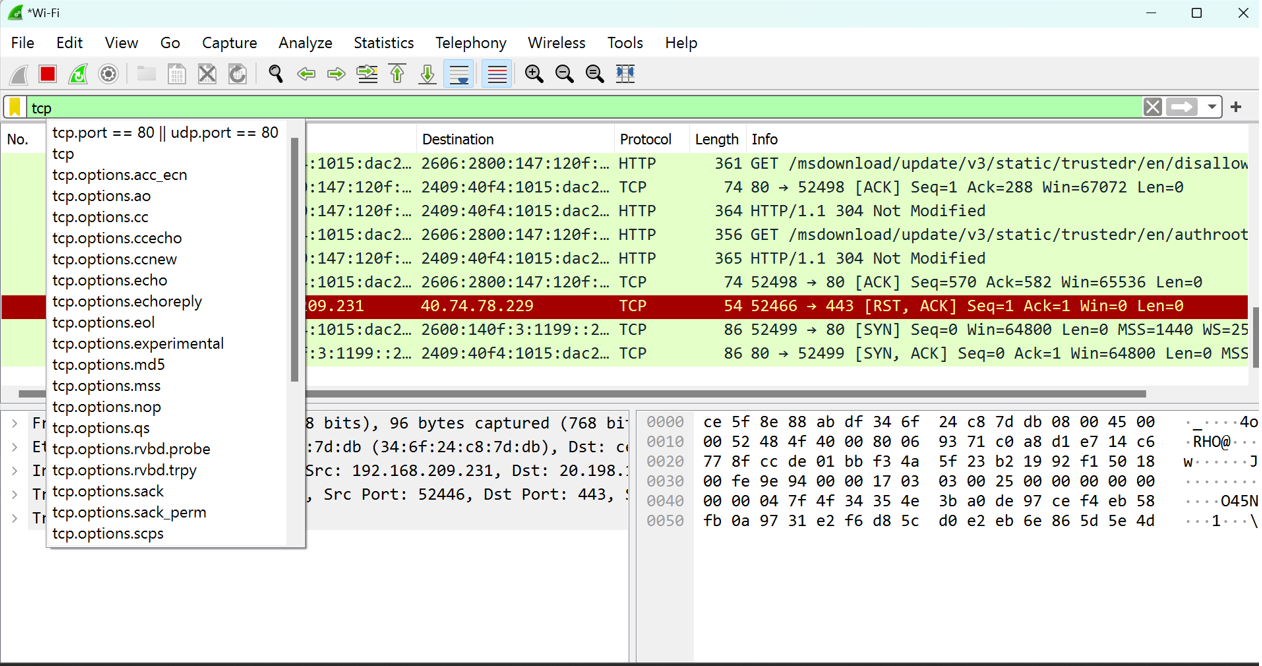 *Wi-Fi
File Edit View Go Capture Analyze Statistics Telephony Wireless Tools Help
tcp
No. Destination Protocol Length Info
tcp.port == 80 || udp.port == 80
tcp
tcp.options.acc_ecn
tcp.options.ao
tcp.options.cc
tcp.options.ccecho
tcp.options.ccnew
tcp.options.echo
tcp.options.echoreply
tcp.options.eol
tcp.options.experimental
tcp.options.md5
tcp.options.mss
tcp.options.nop
tcp.options.qs
tcp.options.rvbd.probe
tcp.options.rvbd.trpy
tcp.options.sack
tcp.options.sack_perm
tcp.options.scps
:1015:dac2… 2606:2800:147:120f:… HTTP 361 GET /msdownload/update/v3/static/trustedr/en/disallow
:147:120f:… 2409:40f4:1015:dac2… TCP 74 80 → 52498 [ACK] Seq=1 Ack=288 Win=67072 Len=0
:147:120f:… 2409:40f4:1015:dac2… HTTP 364 HTTP/1.1 304 Not Modified
:1015:dac2… 2606:2800:147:120f:… HTTP 356 GET /msdownload/update/v3/static/trustedr/en/authroot
:147:120f:… 2409:40f4:1015:dac2… HTTP 365 HTTP/1.1 304 Not Modified
:1015:dac2… 2606:2800:147:120f:… TCP 74 52498 → 80 [ACK] Seq=570 Ack=582 Win=65536 Len=0
09.231 40.74.78.229 TCP 54 52466 → 443 [RST, ACK] Seq=1 Ack=1 Win=0 Len=0
:1015:dac2… 2600:140f:3:1199::2… TCP 86 52499 → 80 [SYN] Seq=0 Win=64800 Len=0 MSS=1440 WS=25
:3:1199::2… 2409:40f4:1015:dac2… TCP 86 80 → 52499 [SYN, ACK] Seq=0 Ack=1 Win=64800 Len=0 MSS
8 bits), 96 bytes captured (768 bi
:7d:db (34:6f:24:c8:7d:db), Dst: ce
Src: 192.168.209.231, Dst: 20.198.1
, Src Port: 52446, Dst Port: 443, S
0000 ce 5f 8e 88 ab df 34 6f 24 c8 7d db 08 00 45 00 ·_····4o
0010 00 52 48 4f 40 00 80 06 93 71 c0 a8 d1 e7 14 c6 ·RHO@···
0020 77 8f cc de 01 bb f3 4a 5f 23 b2 19 92 f1 50 18 w······J
0030 00 fe 9e 94 00 00 17 03 03 00 25 00 00 00 00 00 ········
0040 00 00 04 7f 4f 34 35 4e 3b a0 de 97 ce f4 eb 58 ····O45N
0050 fb 0a 97 31 e2 f6 d8 5c d0 e2 eb 6e 86 5d 5e 4d ···1···\